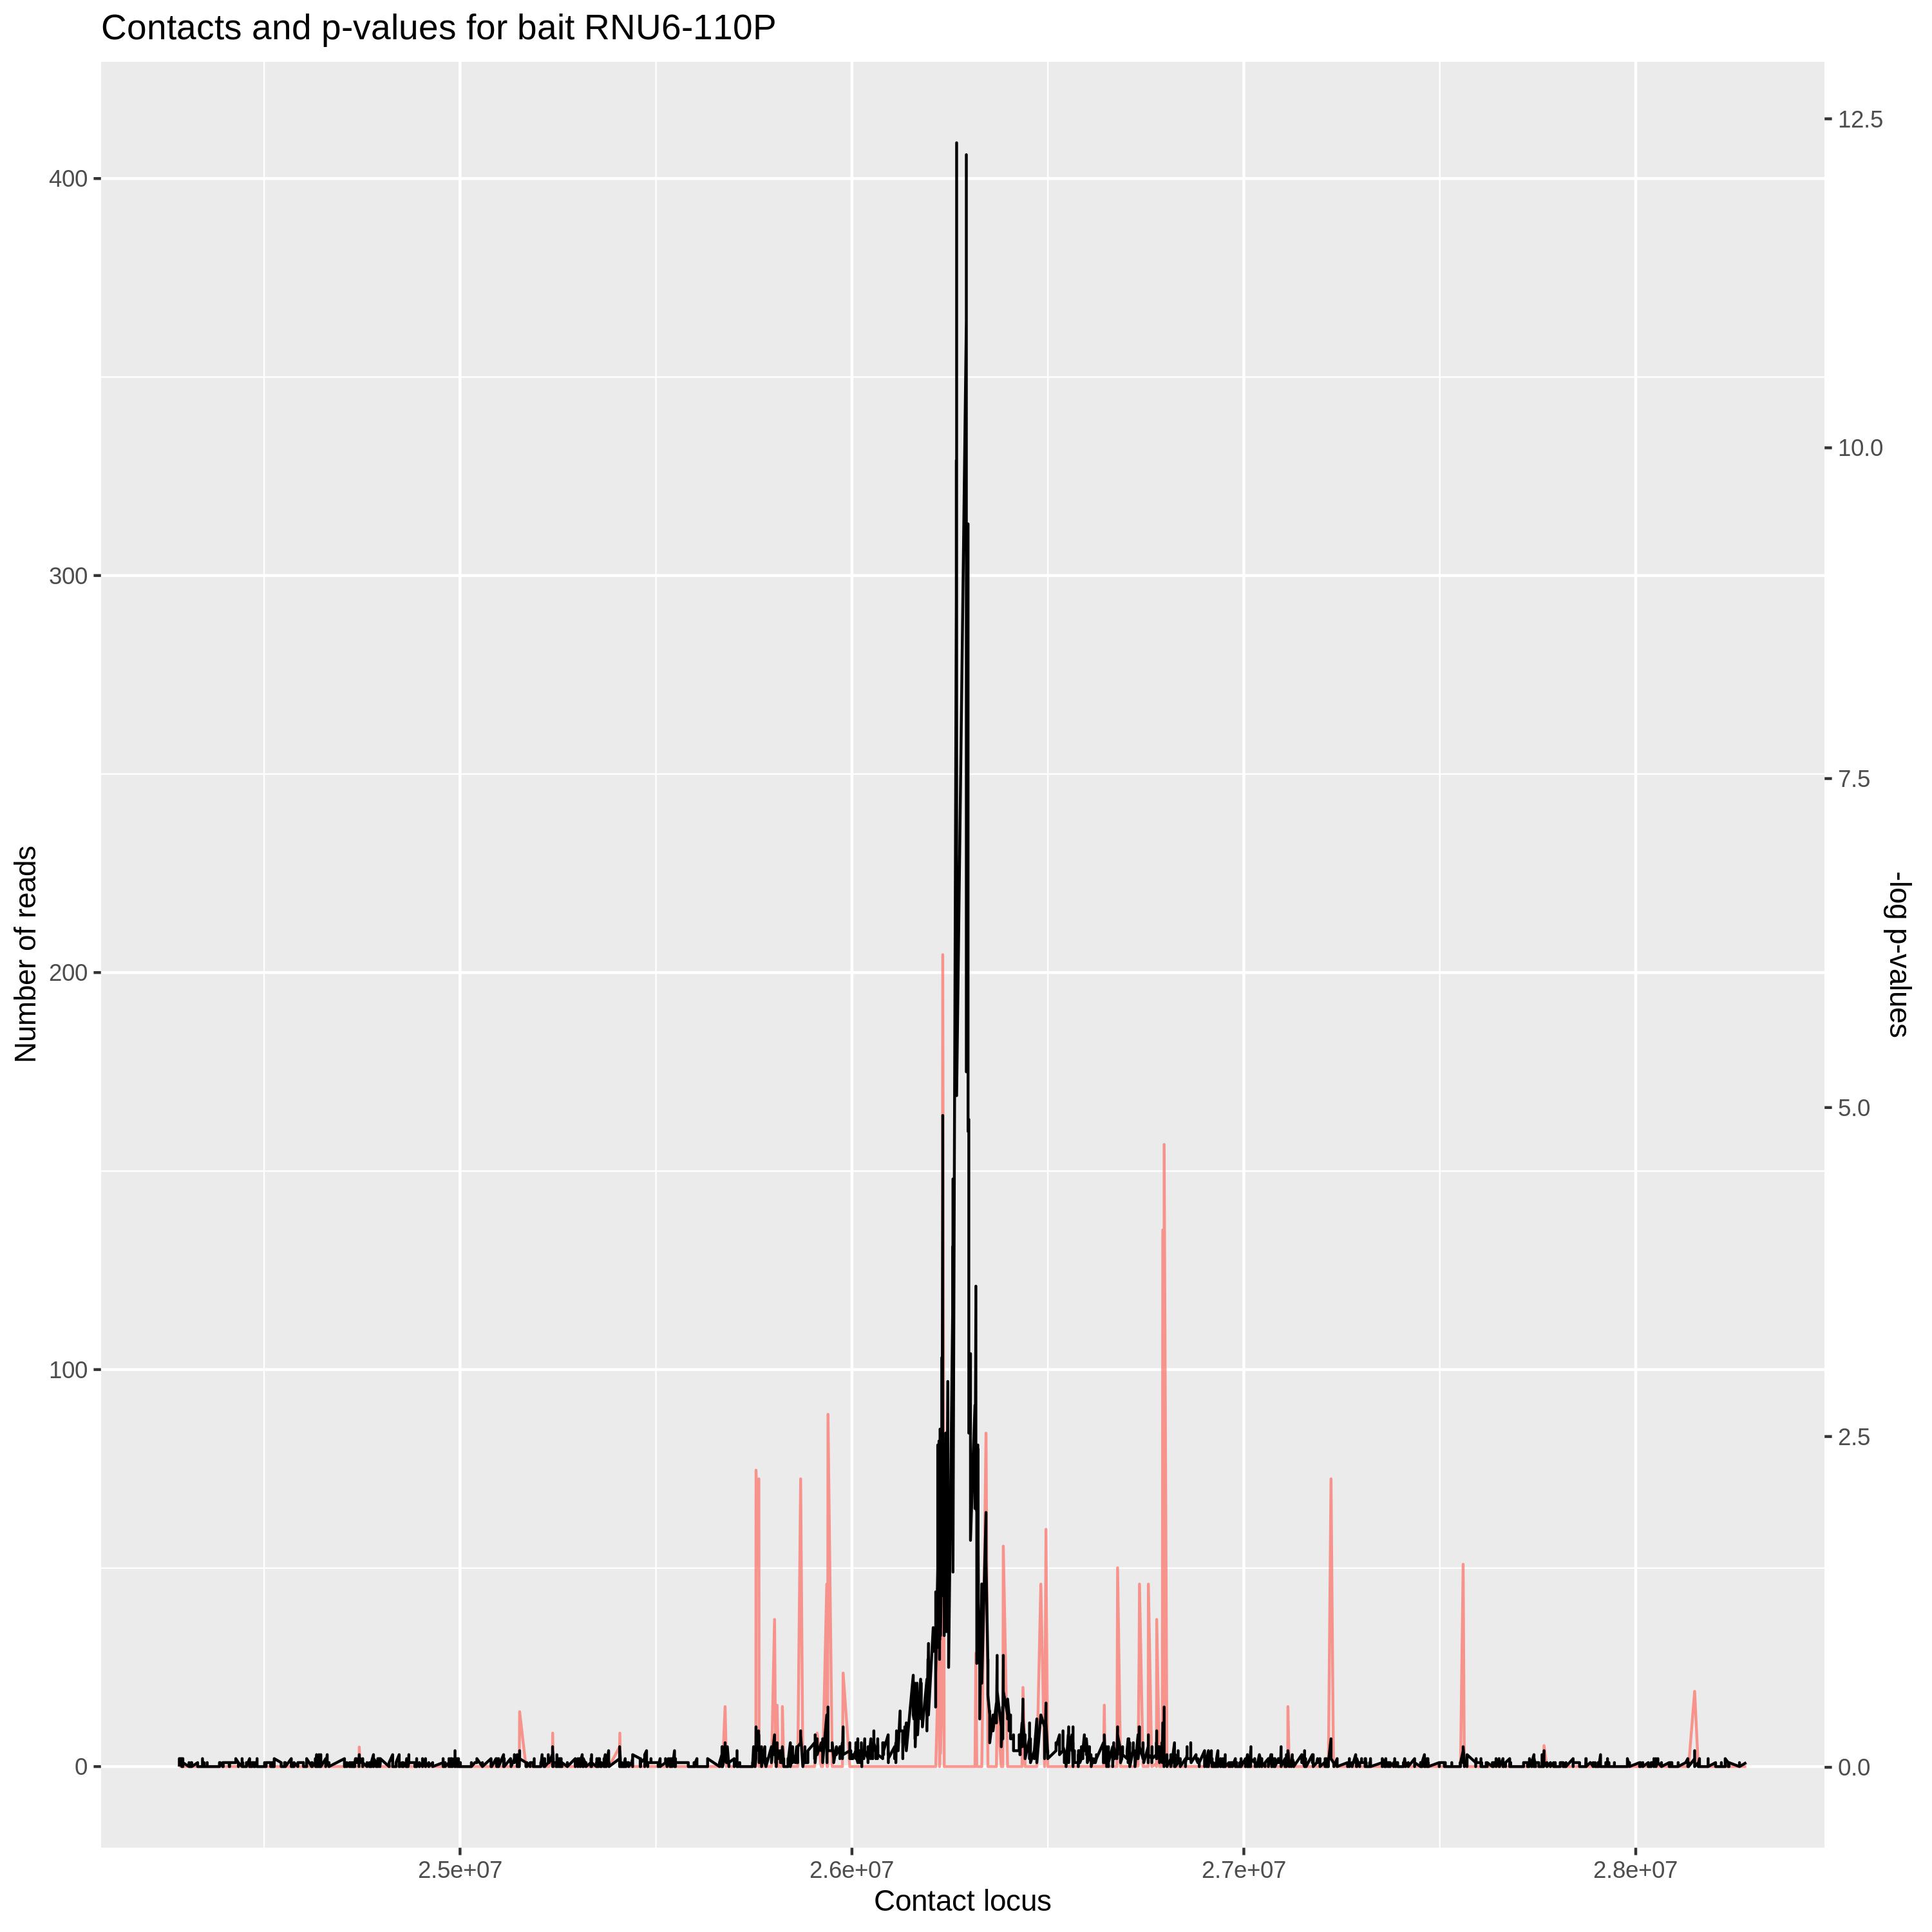 Contacts and p-values for bait RNU6-110P
Number of reads
400
300
200
100
0
12.5
10.0
7.5
5.0
2.5
0.0
-log p-values
2.5e+07
2.6e+07
2.7e+07
2.8e+07
Contact locus